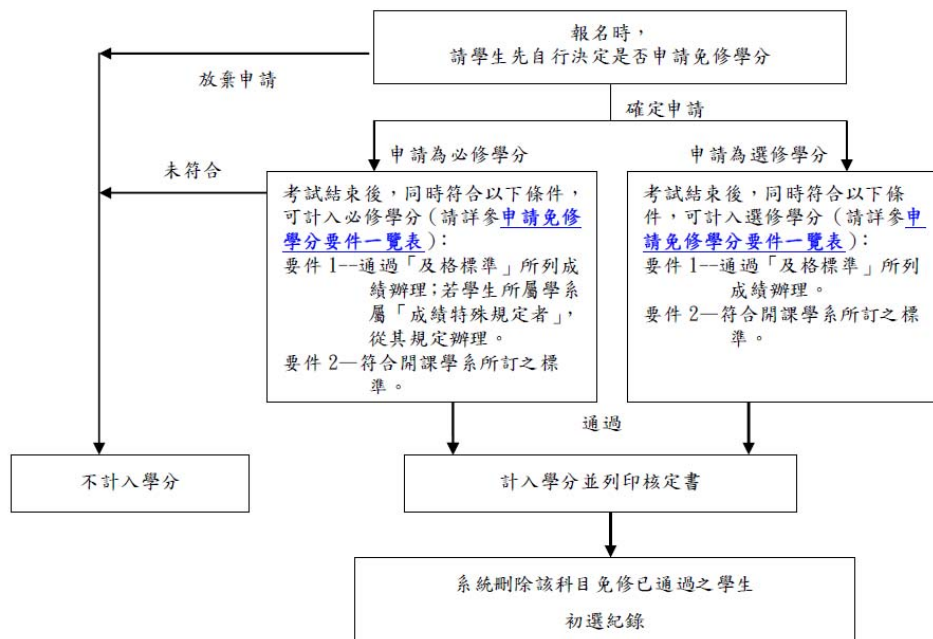 報名時，
請學生先自行決定是否申請免修學分
放棄申請
確定申請
申請為必修學分
申請為選修學分
未符合
考試結束後，同時符合以下條件，
可計入必修學分（請詳參申請免修
學分要件一覽表）：
要件 1--通過「及格標準」所列成
績辦理；若學生所屬學系
屬「成績特殊規定者」，
從其規定辦理。
要件 2—符合開課學系所訂之標
準。
考試結束後，同時符合以下條
件，可計入選修學分（請詳參申
請免修學分要件一覽表）：
要件 1--通過「及格標準」所列
成績辦理。
要件 2—符合開課學系所訂之標
準。
通過
不計入學分
計入學分並列印核定書
系統刪除該科目免修已通過之學生
初選紀錄